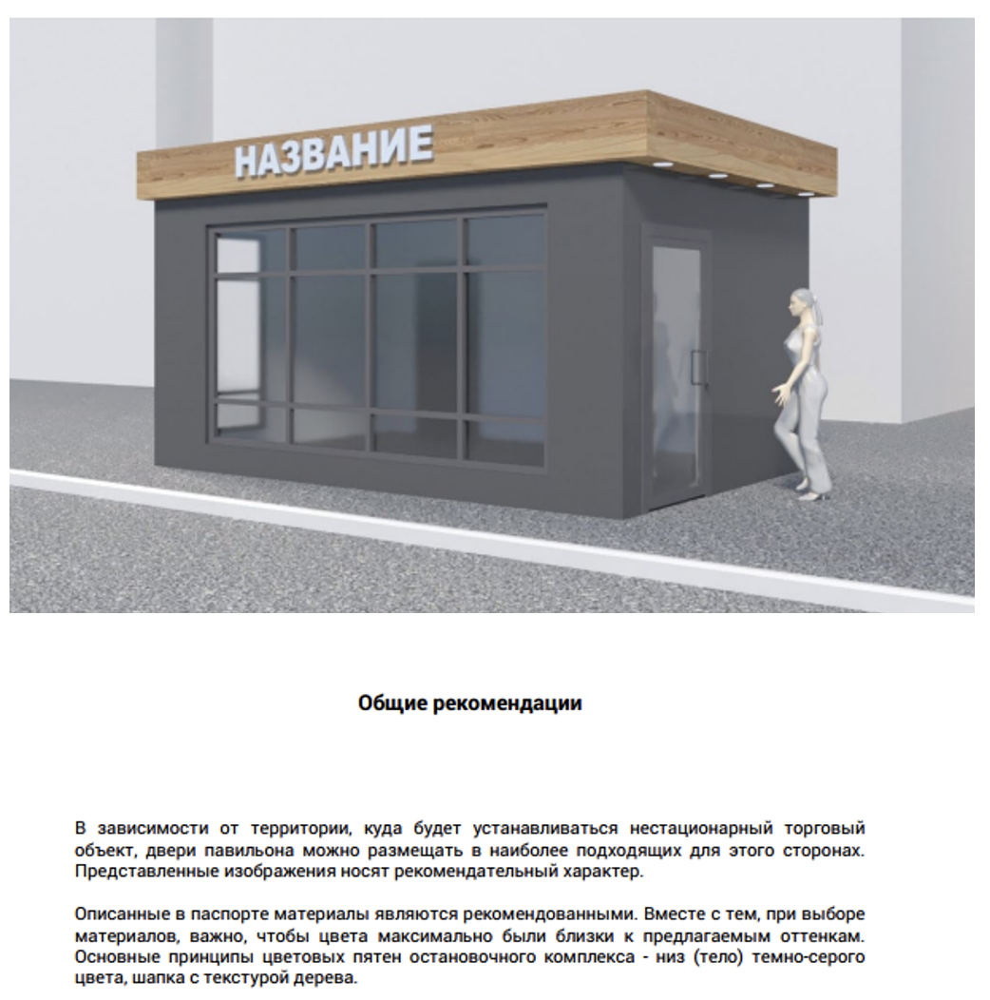 НАЗВАНИЕ
Общие рекомендации
В зависимости от территории, куда будет устанавливаться нестационарный торговый
объект, двери павильона можно размещать в наиболее подходящих для этого сторонах.
Представленные изображения носят рекомендательный характер.
Описанные в паспорте материалы являются рекомендованными. Вместе с тем, при выборе
материалов, важно, чтобы цвета максимально были близки к предлагаемым оттенкам.
Основные принципы цветовых пятен остановочного комплекса - низ (тело) темно-серого
цвета, шапка с текстурой дерева.